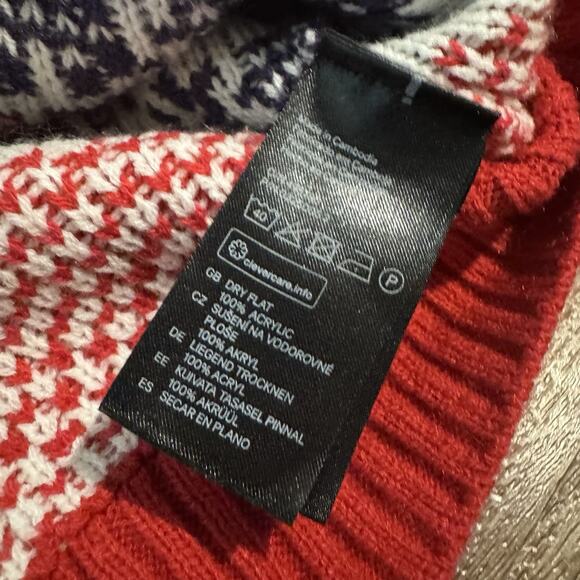 Made in Cambodia
40
P
clevercare.info
GB DRY FLAT
100% ACRYLIC
CZ SUŠENÍ NA VODOROVNÉ
PLOŠE
100% AKRYL
DE LIEGEND TROCKNEN
100% ACRYL
EE KUIVATA TASASEL PINNAL
100% AKRÜÜL
ES SECAR EN PLANO